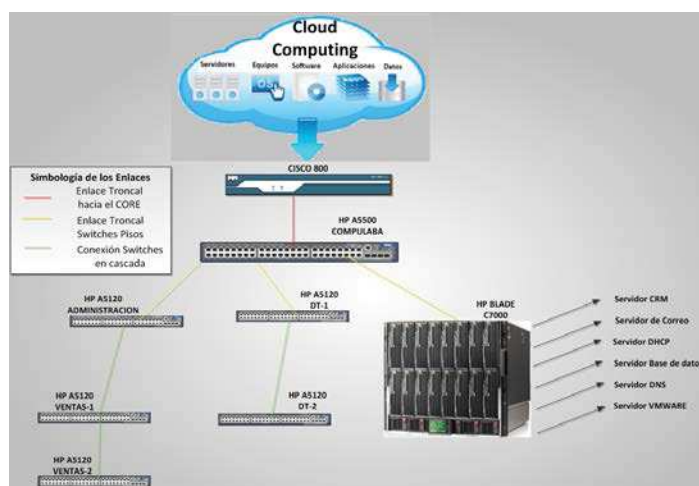 Cloud
Computing
Servidores
Equipos
Software
Aplicaciones
Datos
CISCO 800
Simbología de los Enlaces
Enlace Troncal
hacia el CORE
Enlace Troncal
Switches Pisos
Conexión Switches
en cascada
HP A5500
COMPULABA
HP A5120
ADMINISTRACION
HP A5120
DT-1
HP BLADE
C7000
Servidor CRM
Servidor de Correo
Servidor DHCP
Servidor Base de dato
Servidor DNS
Servidor VMWARE
HP A5120
VENTAS-1
HP A5120
DT-2
HP A5120
VENTAS-2